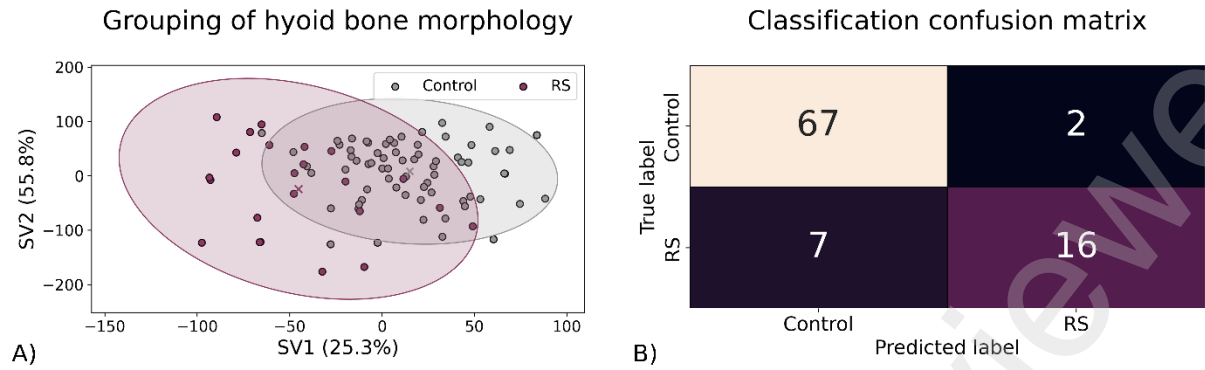 Grouping of hyoid bone morphology
Control
RS
200
100
0
−100
−200
SV2 (55.8%)
−150
−100
−50
0
50
100
SV1 (25.3%)
A)
Classification confusion matrix
True label
Control
RS
67
2
7
16
Control
RS
Predicted label
B)